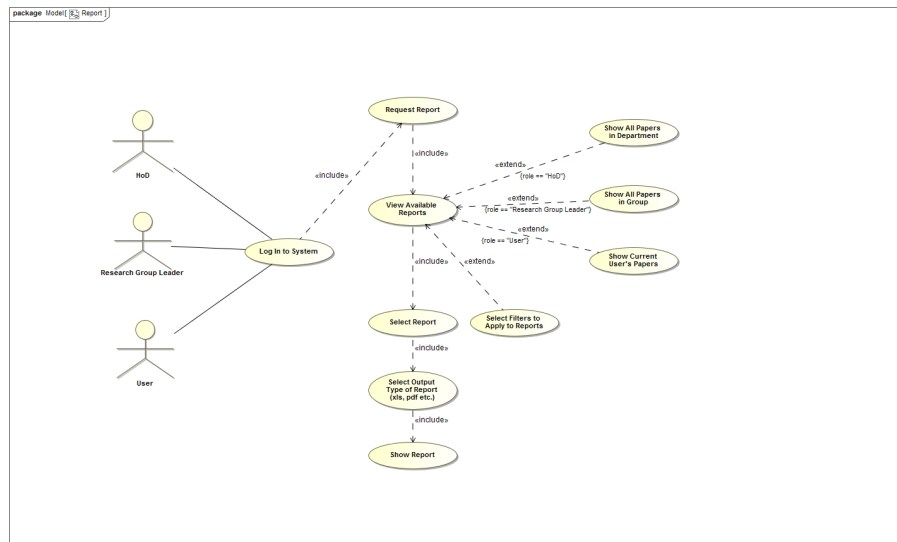 package Model[ Report ]
HoD
Research Group Leader
User
Log In to System
«include»
Request Report
«include»
View Available
Reports
«extend»
{role == "HoD"}
Show All Papers
in Department
«extend»
{role == "Research Group Leader"}
Show All Papers
in Group
«extend»
{role == "User"}
Show Current
User's Papers
«include»
«extend»
Select Report
Select Filters to
Apply to Reports
«include»
Select Output
Type of Report
(xls, pdf etc.)
«include»
Show Report